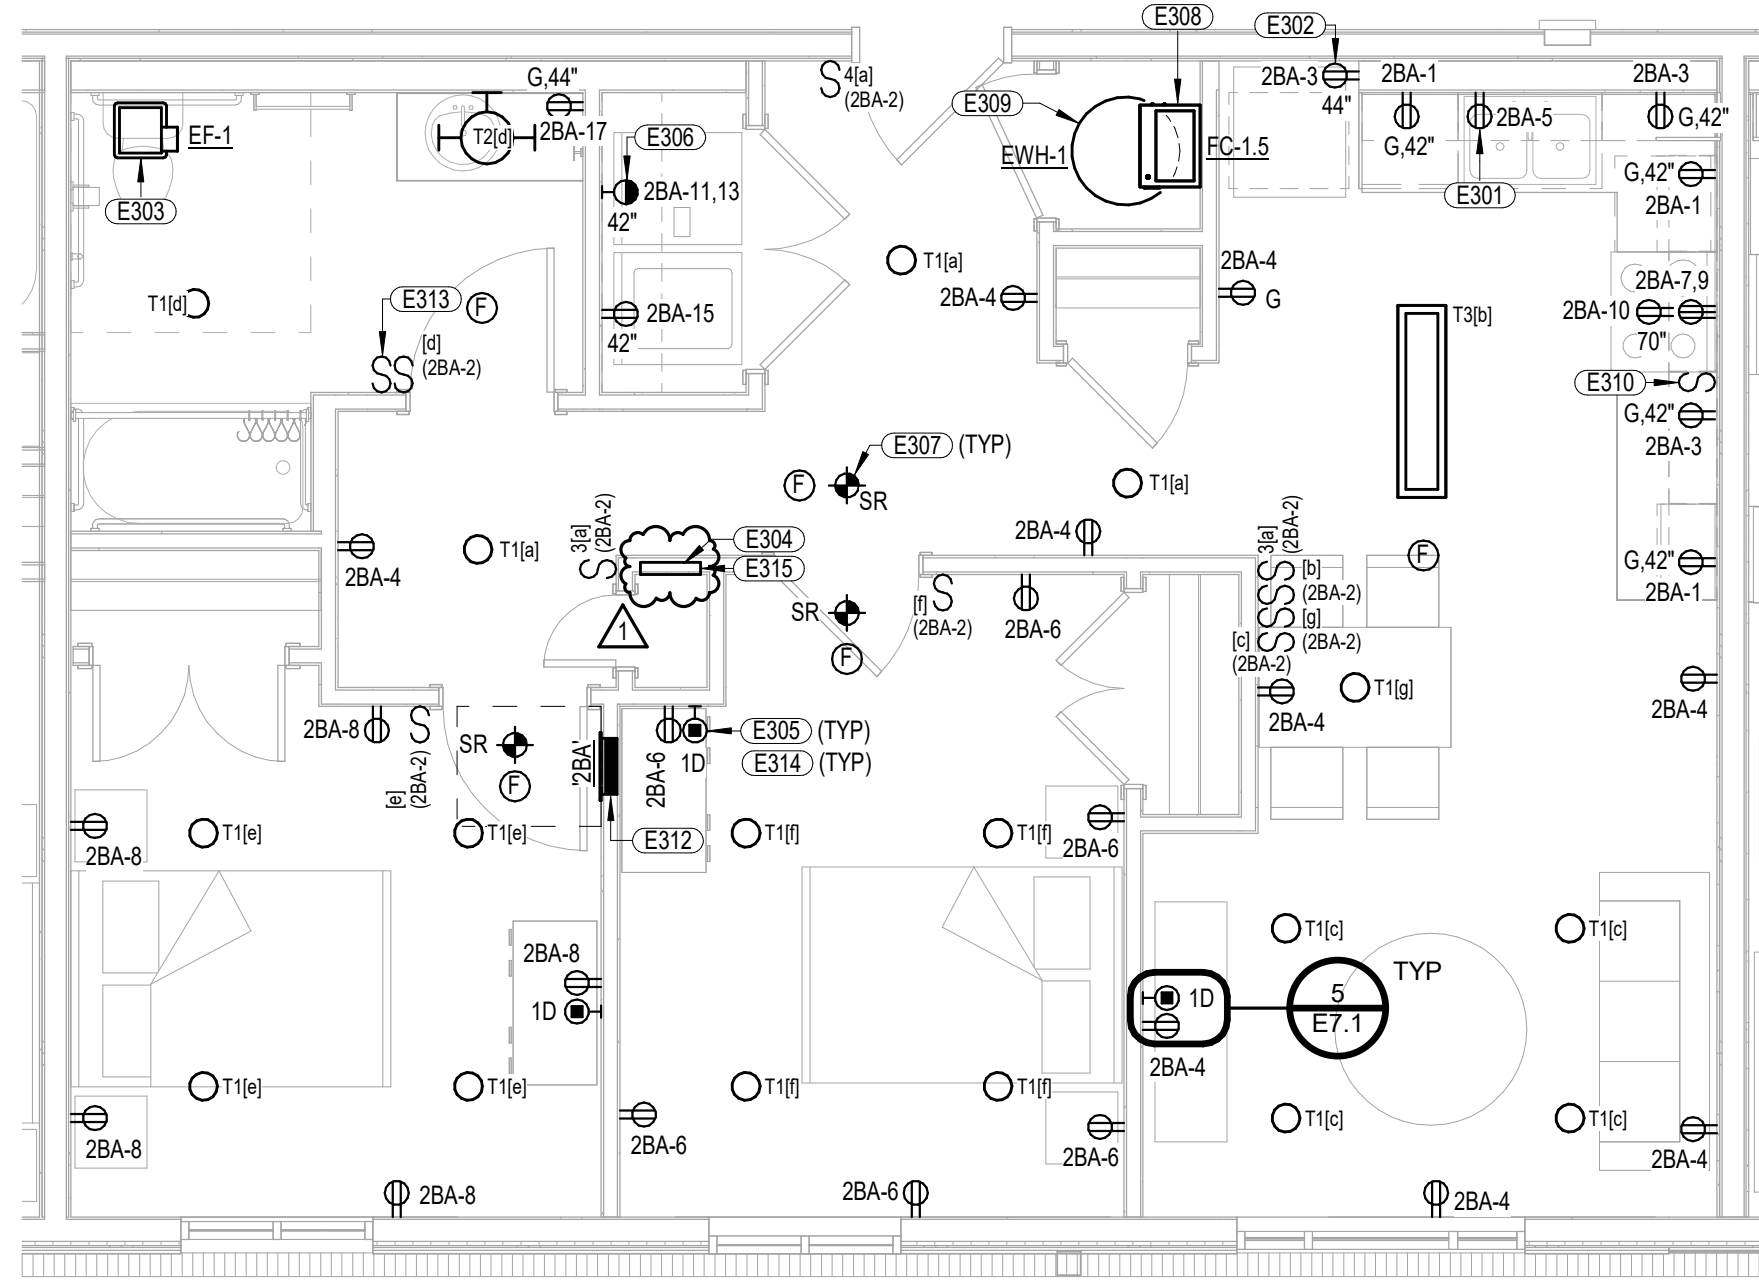 E308
E302
G,44"
4[a]
(2BA-2)
2BA-3
44"
2BA-1
2BA-3
E309
EF-1
T2[d]
2BA-17
E306
EWH-1
FC-1.5
G,42"
2BA-5
G,42"
E303
2BA-11,13
42"
E301
G,42"
2BA-1
T1[a]
2BA-4
2BA-4
G
2BA-7,9
2BA-10
70"
T1[d]
E313
F
[d]
(2BA-2)
2BA-15
42"
T3[b]
E310
G,42"
2BA-3
E307 (TYP)
F
SR
T1[a]
3[a]
(2BA-2)
2BA-4
T1[a]
2BA-4
E304
E315
1
3[a]
(2BA-2)
F
G,42"
2BA-1
[b]
(2BA-2)
[g]
(2BA-2)
[c]
(2BA-2)
SR
F
[f]
(2BA-2)
2BA-6
T1[g]
2BA-4
2BA-4
2BA-8
[e]
(2BA-2)
SR
F
'2BA'
2BA-6
1D
E305 (TYP)
E314 (TYP)
E312
2BA-8
T1[e]
T1[e]
T1[f]
T1[f]
2BA-6
2BA-8
1D
T1[c]
T1[c]
1D
2BA-4
5
E7.1
TYP
T1[e]
T1[e]
T1[f]
T1[f]
2BA-8
2BA-6
2BA-6
T1[c]
T1[c]
2BA-4
2BA-8
2BA-6
2BA-4